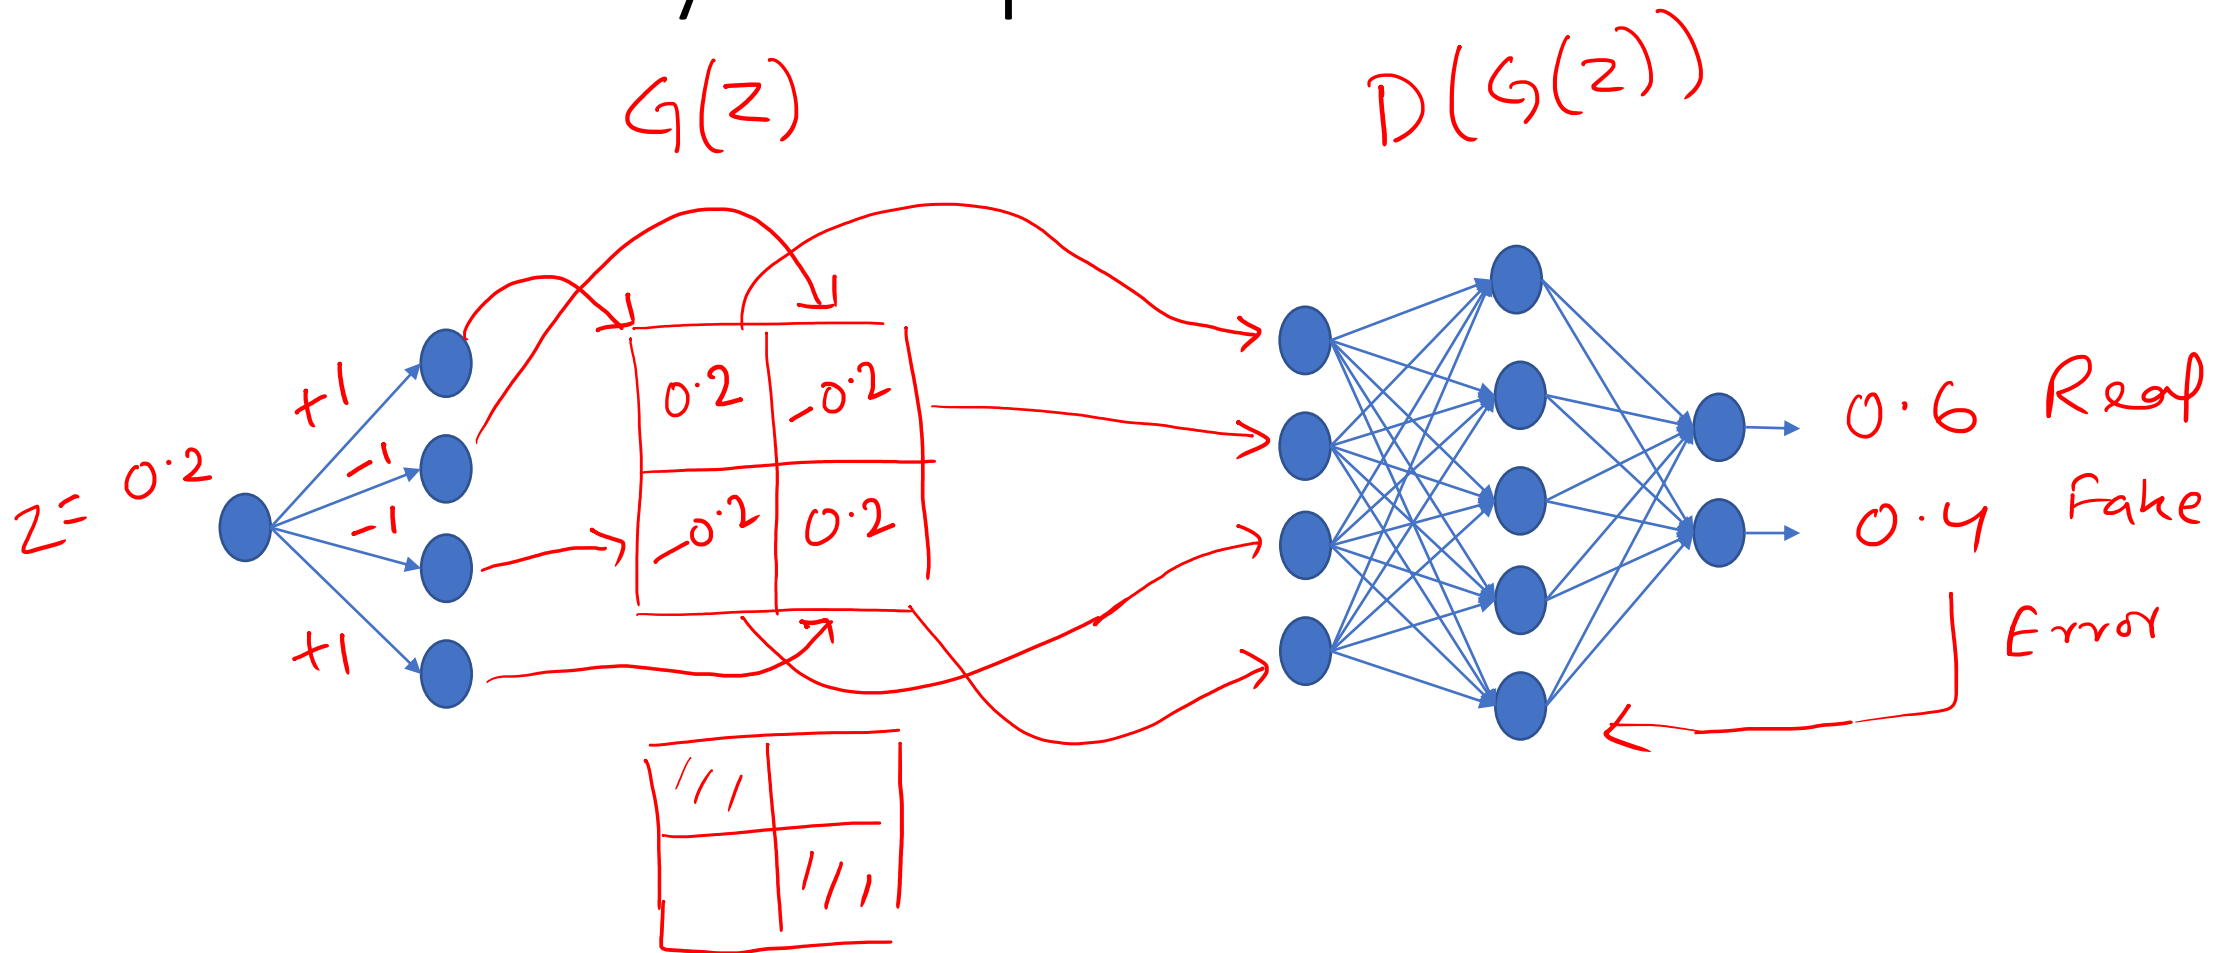 G(Z)
D(G(Z))
+1
-1
-1
+1
Z= 0.2
0.2 -0.2
-0.2 0.2
0.6 Real
0.4 Fake
Error